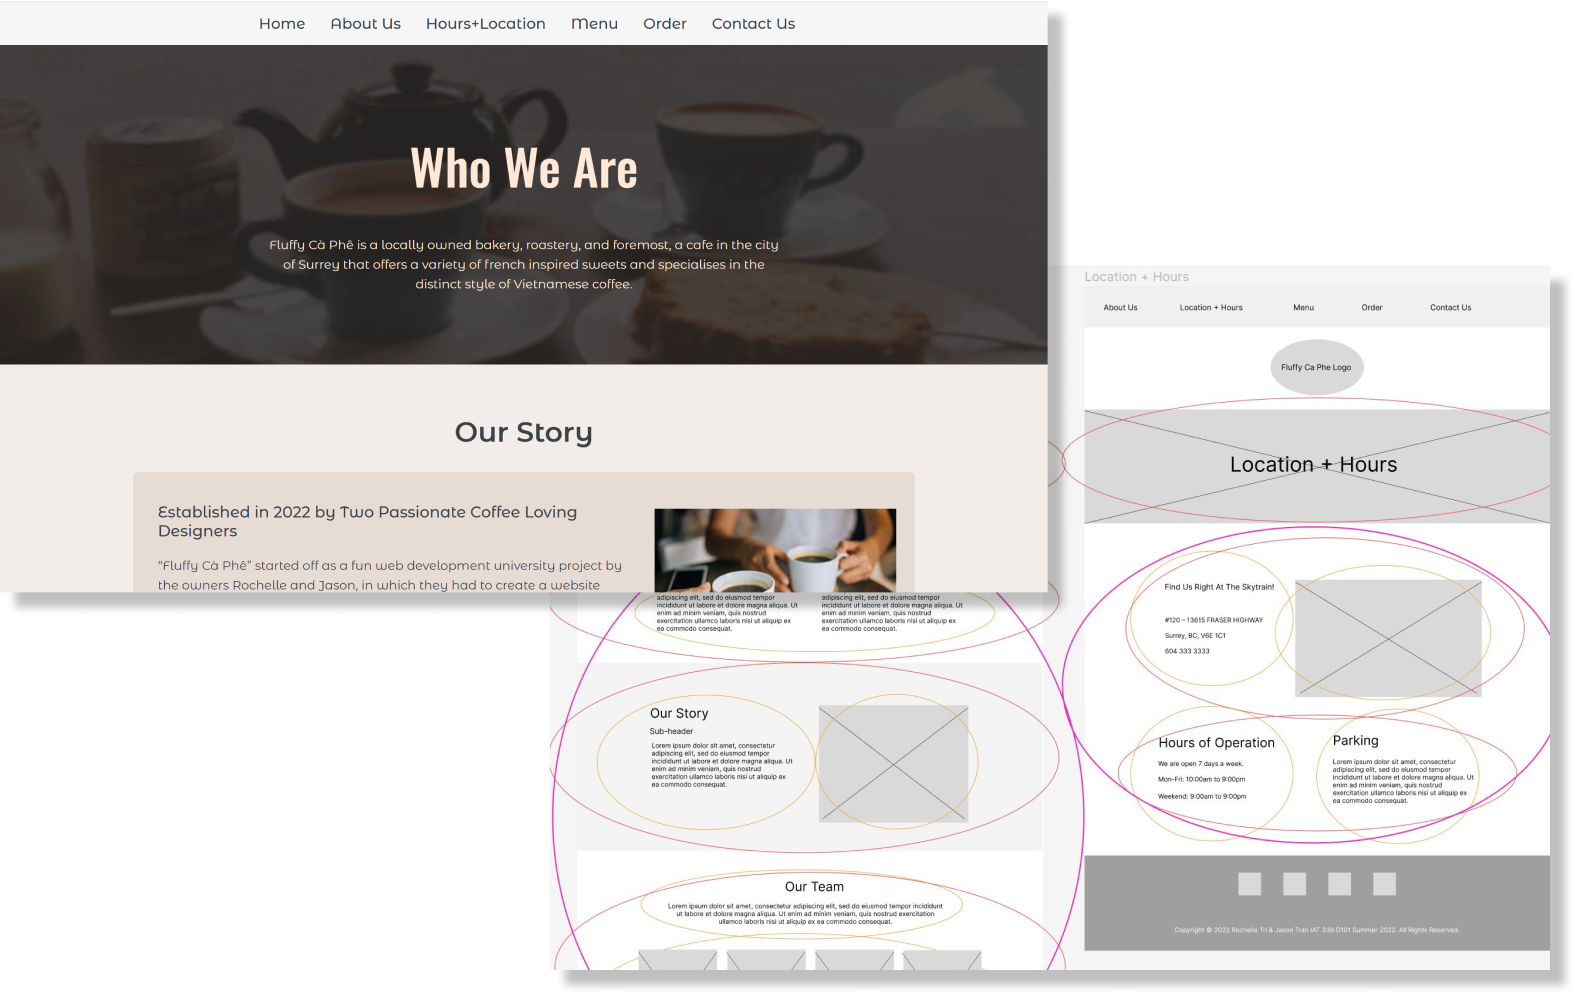 Home About Us Hours+Location Menu Order Contact Us
Who We Are
Fluffy Cà Phê is a locally owned bakery, roastery, and foremost, a cafe in the city
of Surrey that offers a variety of french inspired sweets and specialises in the
distinct style of Vietnamese coffee.
Our Story
Established in 2022 by Two Passionate Coffee Loving
Designers
“Fluffy Cà Phê” started off as a fun web development university project by
the owners Rochelle and Jason, in which they had to create a website
adipiscing elit, sed do eiusmod tempor
incididunt ut labore et dolore magna aliqua. Ut
enim ad minim veniam, quis nostrud
exercitation ullamco laboris nisi ut aliquip ex
ea commodo consequat.
adipiscing elit, sed do eiusmod tempor
incididunt ut labore et dolore magna aliqua. Ut
enim ad minim veniam, quis nostrud
exercitation ullamco laboris nisi ut aliquip ex
ea commodo consequat.
Our Story
Sub-header
Lorem ipsum dolor sit amet, consectetur
adipiscing elit, sed do eiusmod tempor
incididunt ut labore et dolore magna aliqua. Ut
enim ad minim veniam, quis nostrud
exercitation ullamco laboris nisi ut aliquip ex
ea commodo consequat.
Our Team
Lorem ipsum dolor sit amet, consectetur adipiscing elit, sed do eiusmod tempor incididunt
ut labore et dolore magna aliqua. Ut enim ad minim veniam, quis nostrud exercitation
ullamco laboris nisi ut aliquip ex ea commodo consequat.
Location + Hours
About Us Location + Hours Menu Order Contact Us
Fluffy Ca Phe Logo
Location + Hours
Find Us Right At The Skytrain!
#120 – 13615 FRASER HIGHWAY
Surrey, BC, V6E 1C1
604 333 3333
Hours of Operation
We are open 7 days a week.
Mon-Fri: 10:00am to 9:00pm
Weekend: 9:00am to 9:00pm
Parking
Lorem ipsum dolor sit amet, consectetur
adipiscing elit, sed do eiusmod tempor
incididunt ut labore et dolore magna aliqua. Ut
enim ad minim veniam, quis nostrud
exercitation ullamco laboris nisi ut aliquip ex
ea commodo consequat.
Copyright © 2022 Rochelle Tri & Jason Tran IAT 339 D101 Summer 2022. All Rights Reserved.